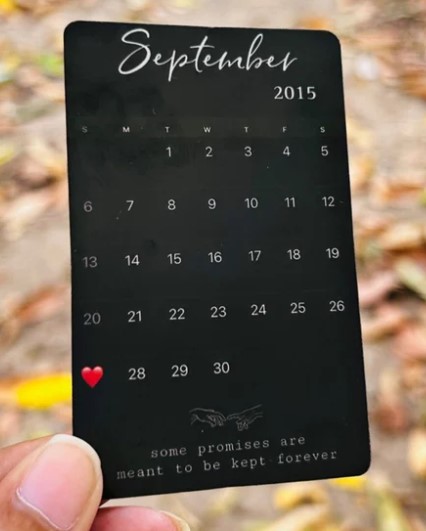 September
2015
S M T W T F S
1 2 3 4 5
6 7 8 9 10 11 12
13 14 15 16 17 18 19
20 21 22 23 24 25 26
28 29 30
some promises are
meant to be kept forever